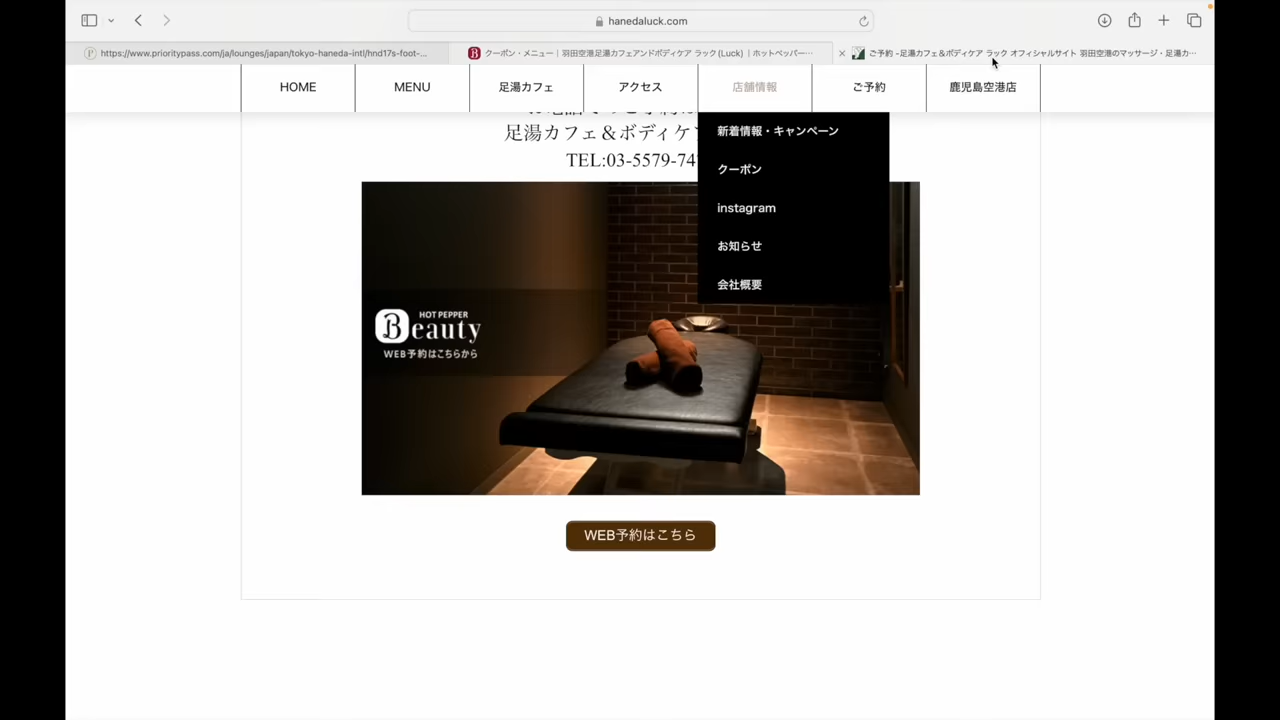 hanedaluck.com
https://www.prioritypass.com/ja/lounges/japan/tokyo-haneda-intl/hnd17s-foot-...
クーポン・メニュー｜羽田空港足湯カフェアンドボディケア ラック(Luck)｜ホットペッパー...
ご予約 -足湯カフェ＆ボディケア ラック オフィシャルサイト 羽田空港のマッサージ・足湯カ...
HOME
MENU
足湯カフェ
アクセス
店舗情報
ご予約
鹿児島空港店
足湯カフェ＆ボディケア
TEL:03-5579-74
新着情報・キャンペーン
クーポン
instagram
お知らせ
会社概要
HOT PEPPER
Beauty
WEB予約はこちらから
WEB予約はこちら